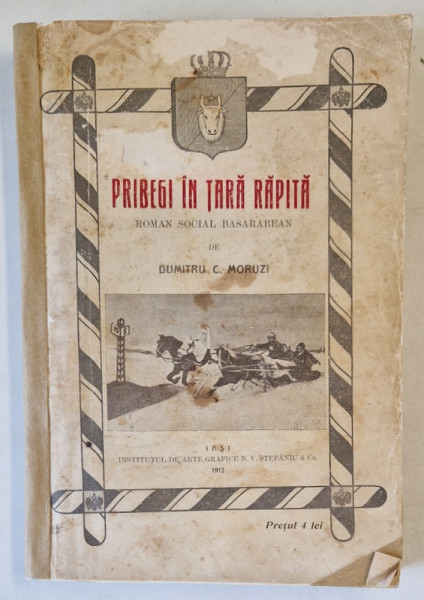 PRIBEGI ÎN ȚARĂ RĂPITĂ
ROMAN SOCIAL BASARABEAN
DE
DUMITRU C. MORUZI
IAȘI
INSTITUTUL DE ARTE GRAFICE N. V. ȘTEFĂNIU & Co.
1912
Prețul 4 lei